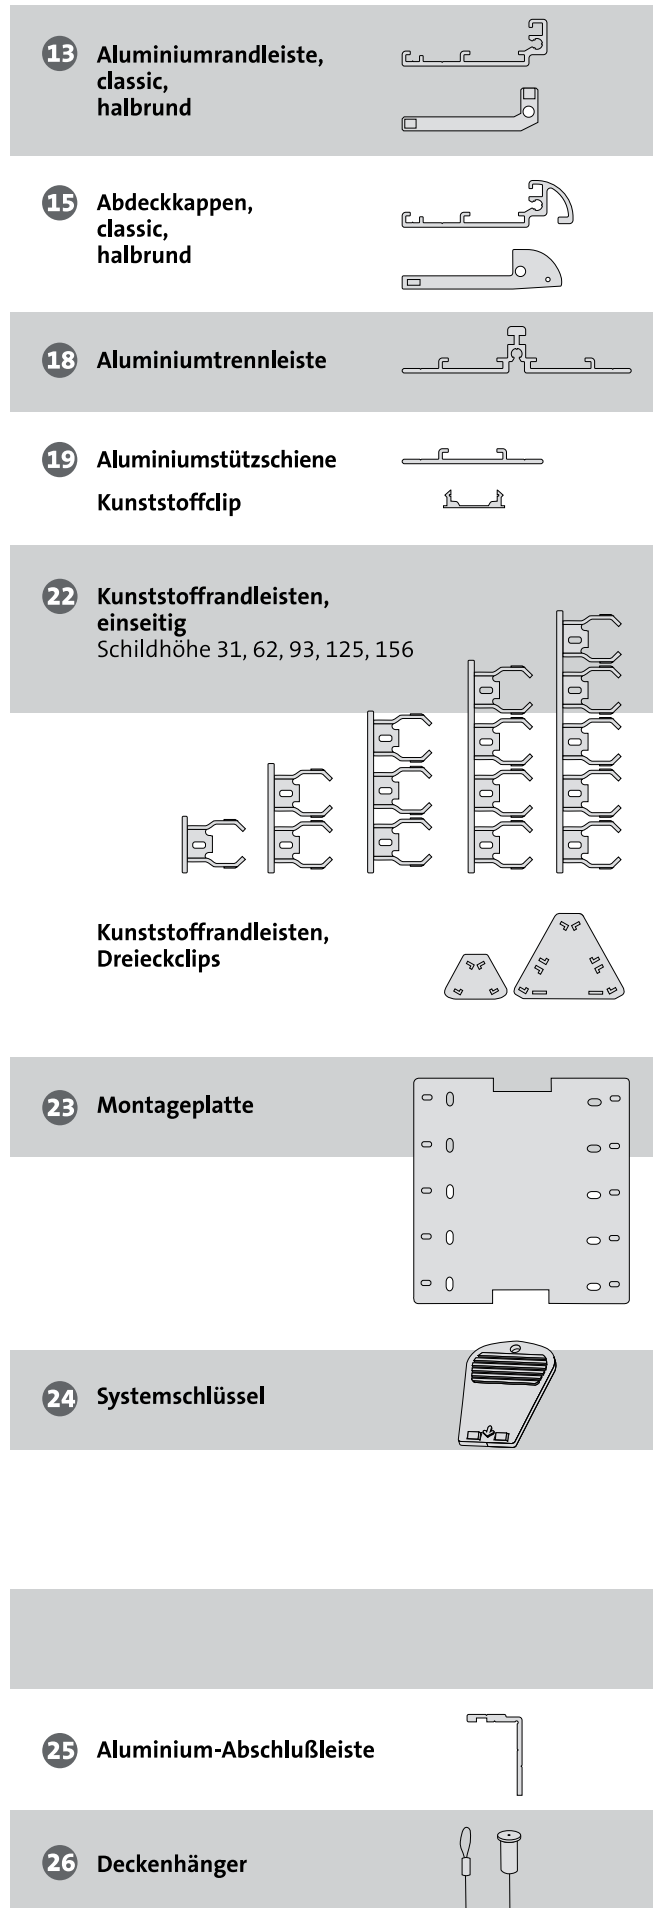 13 Aluminiumrandleiste,
classic,
halbrund
15 Abdeckkappen,
classic,
halbrund
18 Aluminiumtrennleiste
19 Aluminiumstützschiene
Kunststoffclip
22 Kunststoffrandleisten,
einseitig
Schildhöhe 31, 62, 93, 125, 156
Kunststoffrandleisten,
Dreieckclips
23 Montageplatte
24 Systemschlüssel
25 Aluminium-Abschlußleiste
26 Deckenhänger